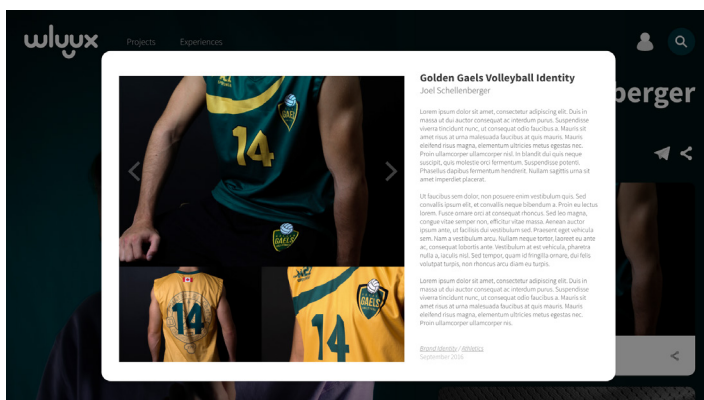 wluux
Projects
Experiences
berger
14
GAELS
GAELS
14
14
GAELS
Golden Gaels Volleyball Identity
Joel Schellenberger
Lorem ipsum dolor sit amet, consectetur adipiscing elit. Duis in
massa ut dui auctor consequat ac interdum purus. Suspendisse
viverra tincidunt nunc, ut consequat odio faucibus a. Mauris sit
amet risus at urna malesuada faucibus at quis mauris. Mauris
eleifend risus magna, elementum ultricies metus egestas nec.
Proin ullamcorper ullamcorper nisl. In blandit dui quis neque
suscipit, quis molestie orci fermentum. Suspendisse potenti.
Phasellus dapibus fermentum hendrerit. Nullam sagittis urna sit
amet imperdiet placerat.
Ut faucibus sem dolor, non posuere enim vestibulum quis. Sed
convallis ipsum elit, et convallis neque bibendum a. Proin eu lectus
lorem. Fusce ornare orci at consequat rhoncus. Sed leo magna,
congue vitae semper non, efficitur vitae massa. Aenean auctor
ipsum ante, ut facilisis dui vestibulum sed. Praesent eget vehicula
sem. Nam a vestibulum arcu. Nullam neque tortor, laoreet eu ante
ac, consequat lobortis ante. Vestibulum at est vehicula, pharetra
nulla a, iaculis nisl. Sed tempor, quam id fringilla ornare, dui felis
volutpat turpis, non rhoncus arcu diam eu turpis.
Lorem ipsum dolor sit amet, consectetur adipiscing elit. Duis in
massa ut dui auctor consequat ac interdum purus. Suspendisse
viverra tincidunt nunc, ut consequat odio faucibus a. Mauris sit
amet risus at urna malesuada faucibus at quis mauris. Mauris
eleifend risus magna, elementum ultricies metus egestas nec.
Proin ullamcorper ullamcorper nis.
Brand Identity / Athletics
September 2016